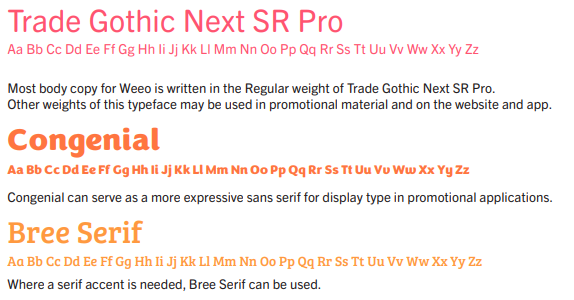 Trade Gothic Next SR Pro
Aa Bb Cc Dd Ee Ff Gg Hh Ii Jj Kk Ll Mm Nn Oo Pp Qq Rr Ss Tt Uu Vv Ww Xx Yy Zz
Most body copy for Weeo is written in the Regular weight of Trade Gothic Next SR Pro.
Other weights of this typeface may be used in promotional material and on the website and app.
Congenial
Aa Bb Cc Dd Ee Ff Gg Hh Ii Jj Kk Ll Mm Nn Oo Pp Qq Rr Ss Tt Uu Vv Ww Xx Yy Zz
Congenial can serve as a more expressive sans serif for display type in promotional applications.
Bree Serif
Aa Bb Cc Dd Ee Ff Gg Hh Ii Jj Kk Ll Mm Nn Oo Pp Qq Rr Ss Tt Uu Vv Ww Xx Yy Zz
Where a serif accent is needed, Bree Serif can be used.